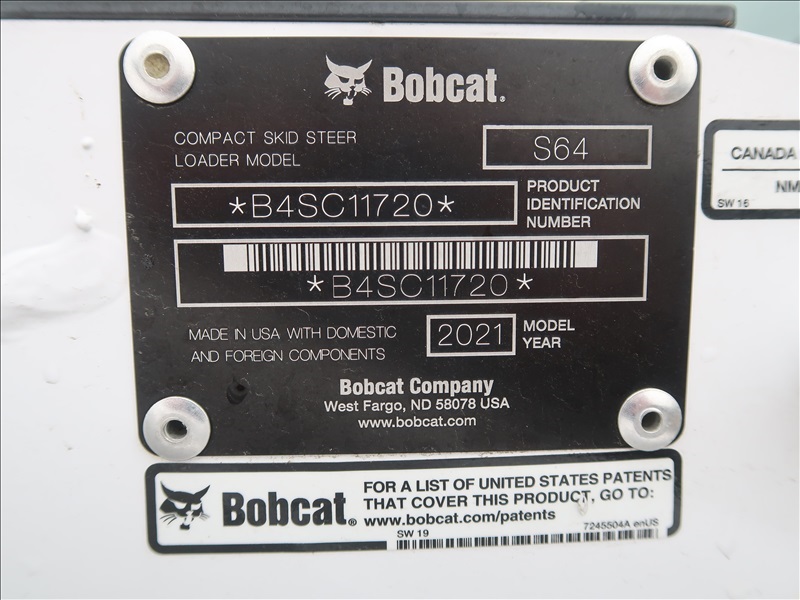 Bobcat.
COMPACT SKID STEER
LOADER MODEL
S64
*B4SC11720*
PRODUCT
IDENTIFICATION
NUMBER
*B4SC11720*
MADE IN USA WITH DOMESTIC
AND FOREIGN COMPONENTS
2021
MODEL
YEAR
Bobcat Company
West Fargo, ND 58078 USA
www.bobcat.com
CANADA
NM
SW 16
Bobcat.
FOR A LIST OF UNITED STATES PATENTS
THAT COVER THIS PRODUCT, GO TO:
www.bobcat.com/patents
SW 19
7245504A enUS